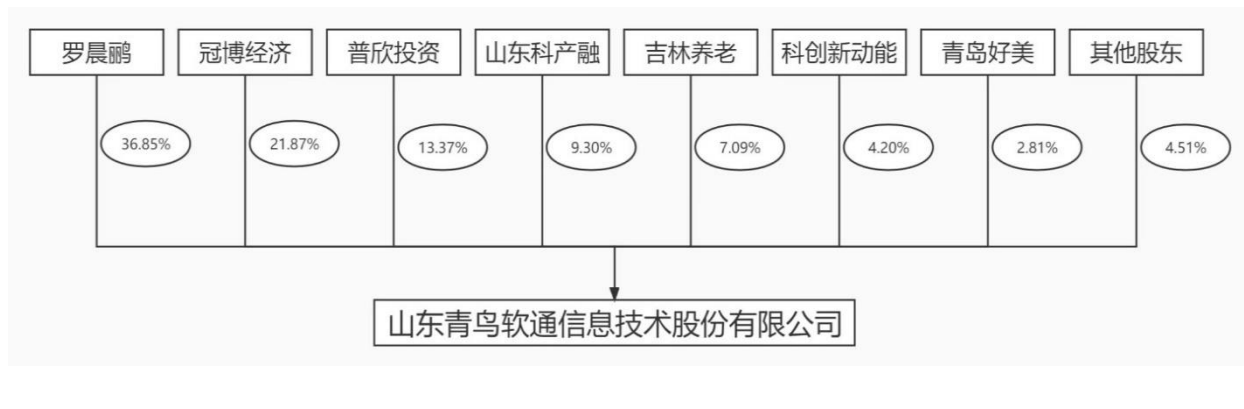 罗晨鹂 冠博经济 普欣投资 山东科产融 吉林养老 科创新动能 青岛好美 其他股东
36.85% 21.87% 13.37% 9.30% 7.09% 4.20% 2.81% 4.51%
山东青鸟软通信息技术股份有限公司